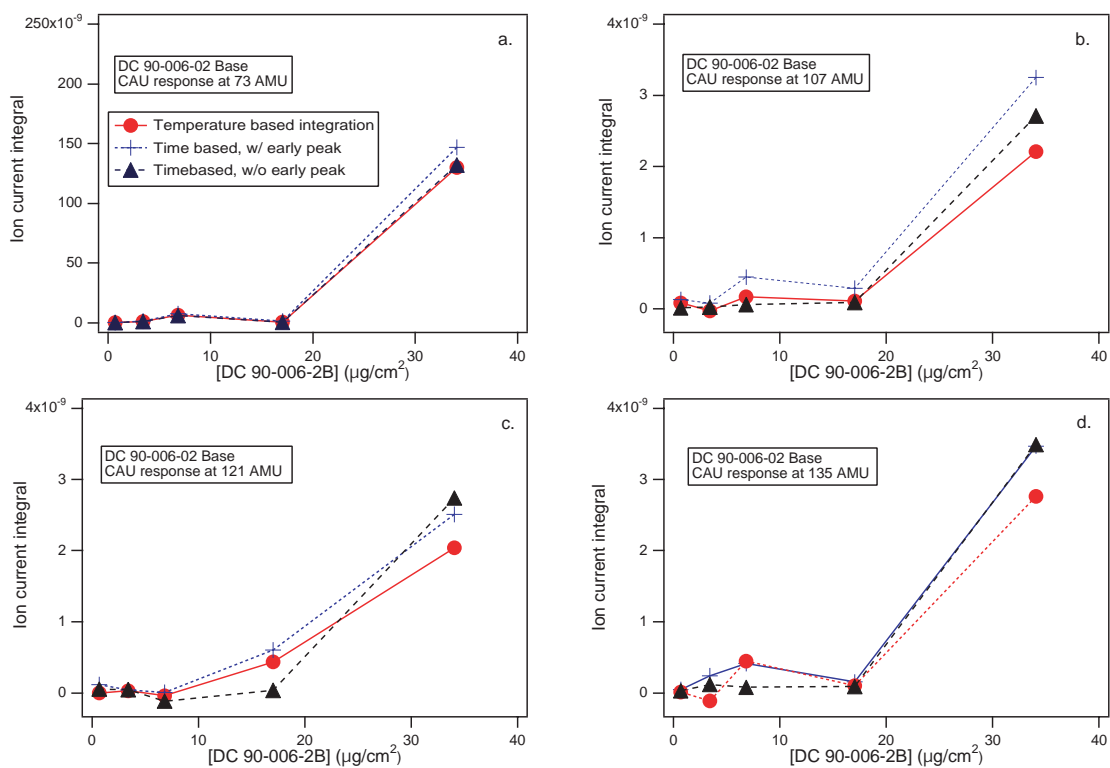 a.
250x10-9
200
150
100
50
0
Ion current integral
DC 90-006-02 Base
CAU response at 73 AMU
Temperature based integration
Time based, w/ early peak
Timebased, w/o early peak
0 10 20 30 40
[DC 90-006-2B] (µg/cm2)
b.
4x10-9
3
2
1
0
Ion current integral
DC 90-006-02 Base
CAU response at 107 AMU
0 10 20 30 40
[DC 90-006-2B] (µg/cm2)
c.
4x10-9
3
2
1
0
Ion current integral
DC 90-006-02 Base
CAU response at 121 AMU
0 10 20 30 40
[DC 90-006-2B] (µg/cm2)
d.
4x10-9
3
2
1
0
Ion current integral
DC 90-006-02 Base
CAU response at 135 AMU
0 10 20 30 40
[DC 90-006-2B] (µg/cm2)